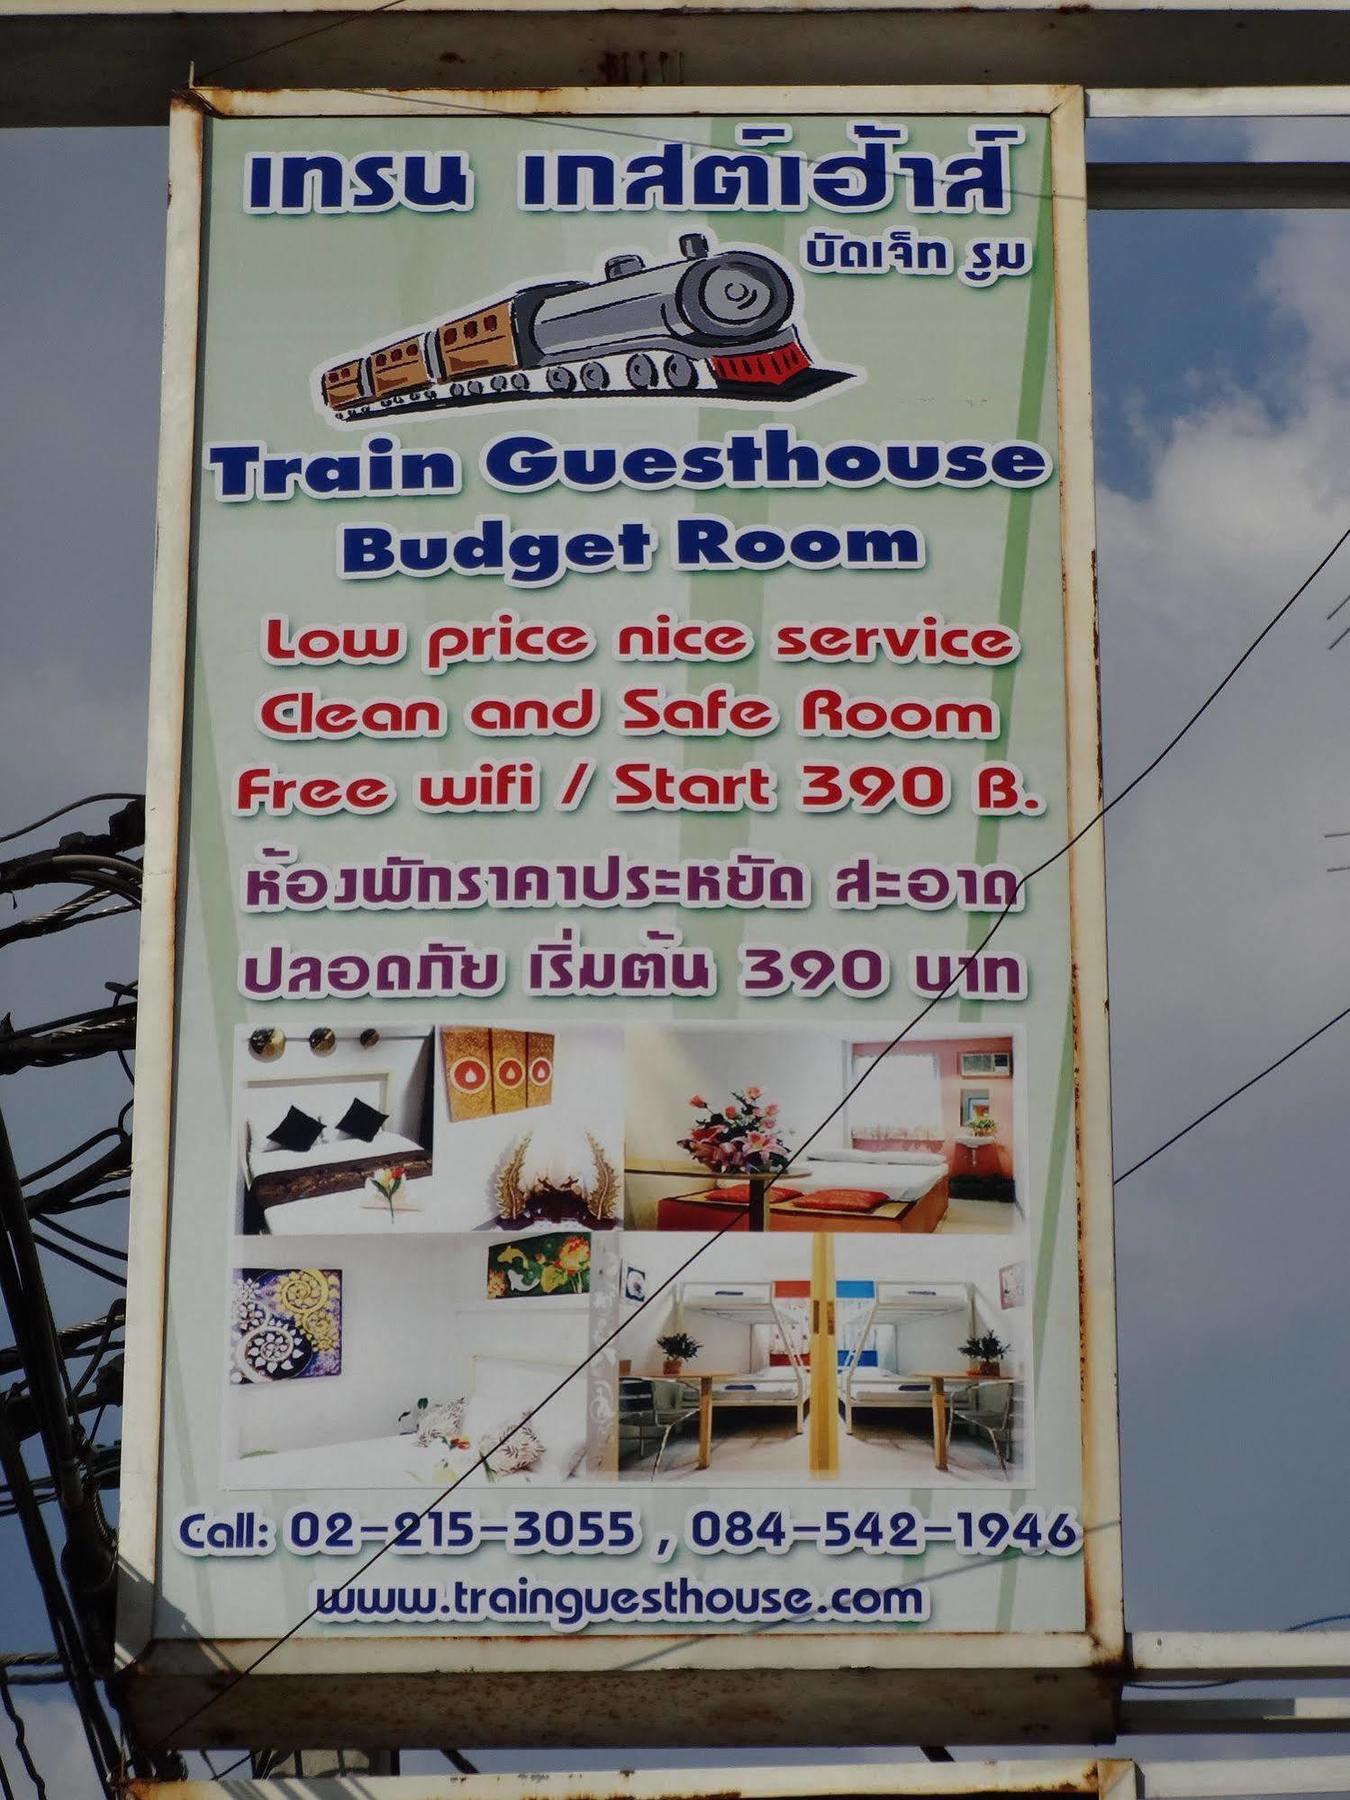 เทรน เกสต์เฮ้าส์
บัดเจ็ท รูม
Train Guesthouse
Budget Room
Low price nice service
Clean and Safe Room
Free wifi / Start 390 B.
ห้องพักราคาประหยัด สะอาด
ปลอดภัย เริ่มต้น 390 บาท
Call: 02-215-3055 , 084-542-1946
www.trainguesthouse.com